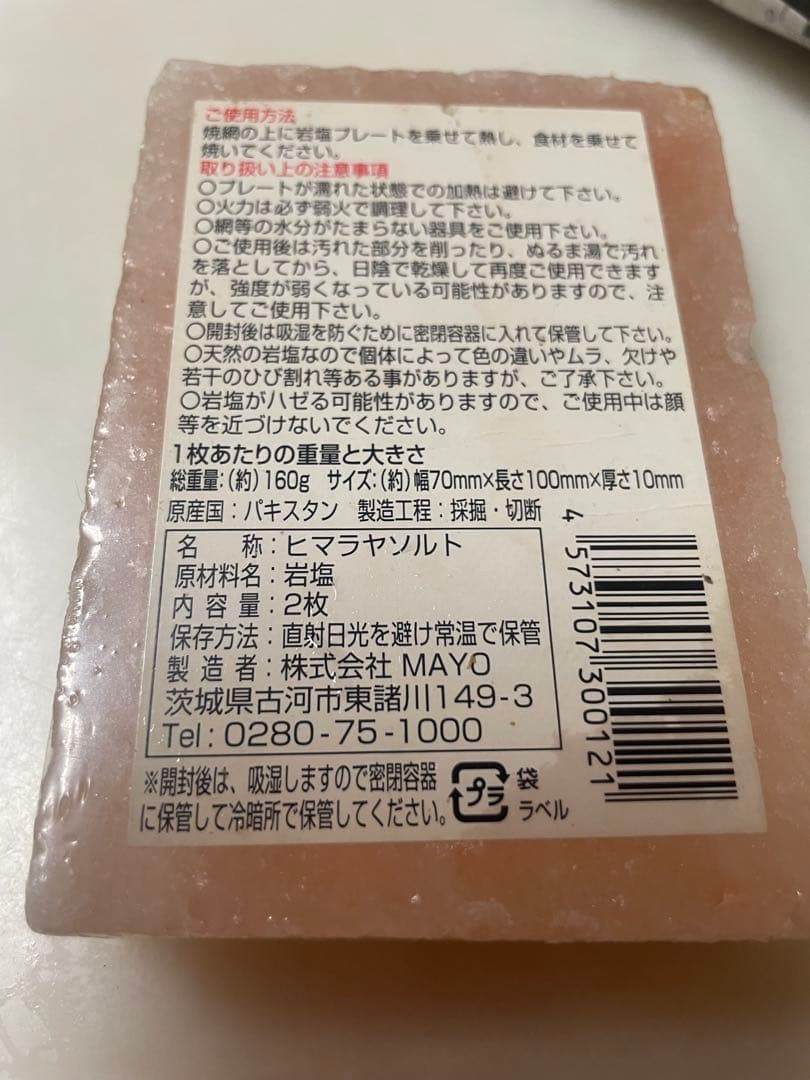 ご使用方法
焼網の上に岩塩プレートを乗せて熱し、食材を乗せて
焼いてください。
取り扱い上の注意事項
〇プレートが濡れた状態での加熱は避けて下さい。
〇火力は必ず弱火で調理して下さい。
〇網等の水分がたまらない器具をご使用下さい。
〇ご使用後は汚れた部分を削ったり、ぬるま湯で汚れ
を落としてから、日陰で乾燥して再度ご使用できます
が、強度が弱くなっている可能性がありますので、注
意してご使用下さい。
〇開封後は吸湿を防ぐために密閉容器に入れて保管して下さい。
〇天然の岩塩なので個体によって色の違いやムラ、欠けや
若干のひび割れ等ある事がありますが、ご了承下さい。
〇岩塩がハゼる可能性がありますので、ご使用中は顔
等を近づけないでください。
1枚あたりの重量と大きさ
総重量:(約)160g サイズ:(約)幅70mm×長さ100mm×厚さ10mm
原産国:パキスタン 製造工程:採掘・切断
名称:ヒマラヤソルト
原材料名:岩塩
内容量:2枚
保存方法:直射日光を避け常温で保管
製造者:株式会社 MAYO
茨城県古河市東諸川149-3
Tel:0280-75-1000
4 573107 300121
※開封後は、吸湿しますので密閉容器
に保管して冷暗所で保管してください。
プラ
袋
ラベル